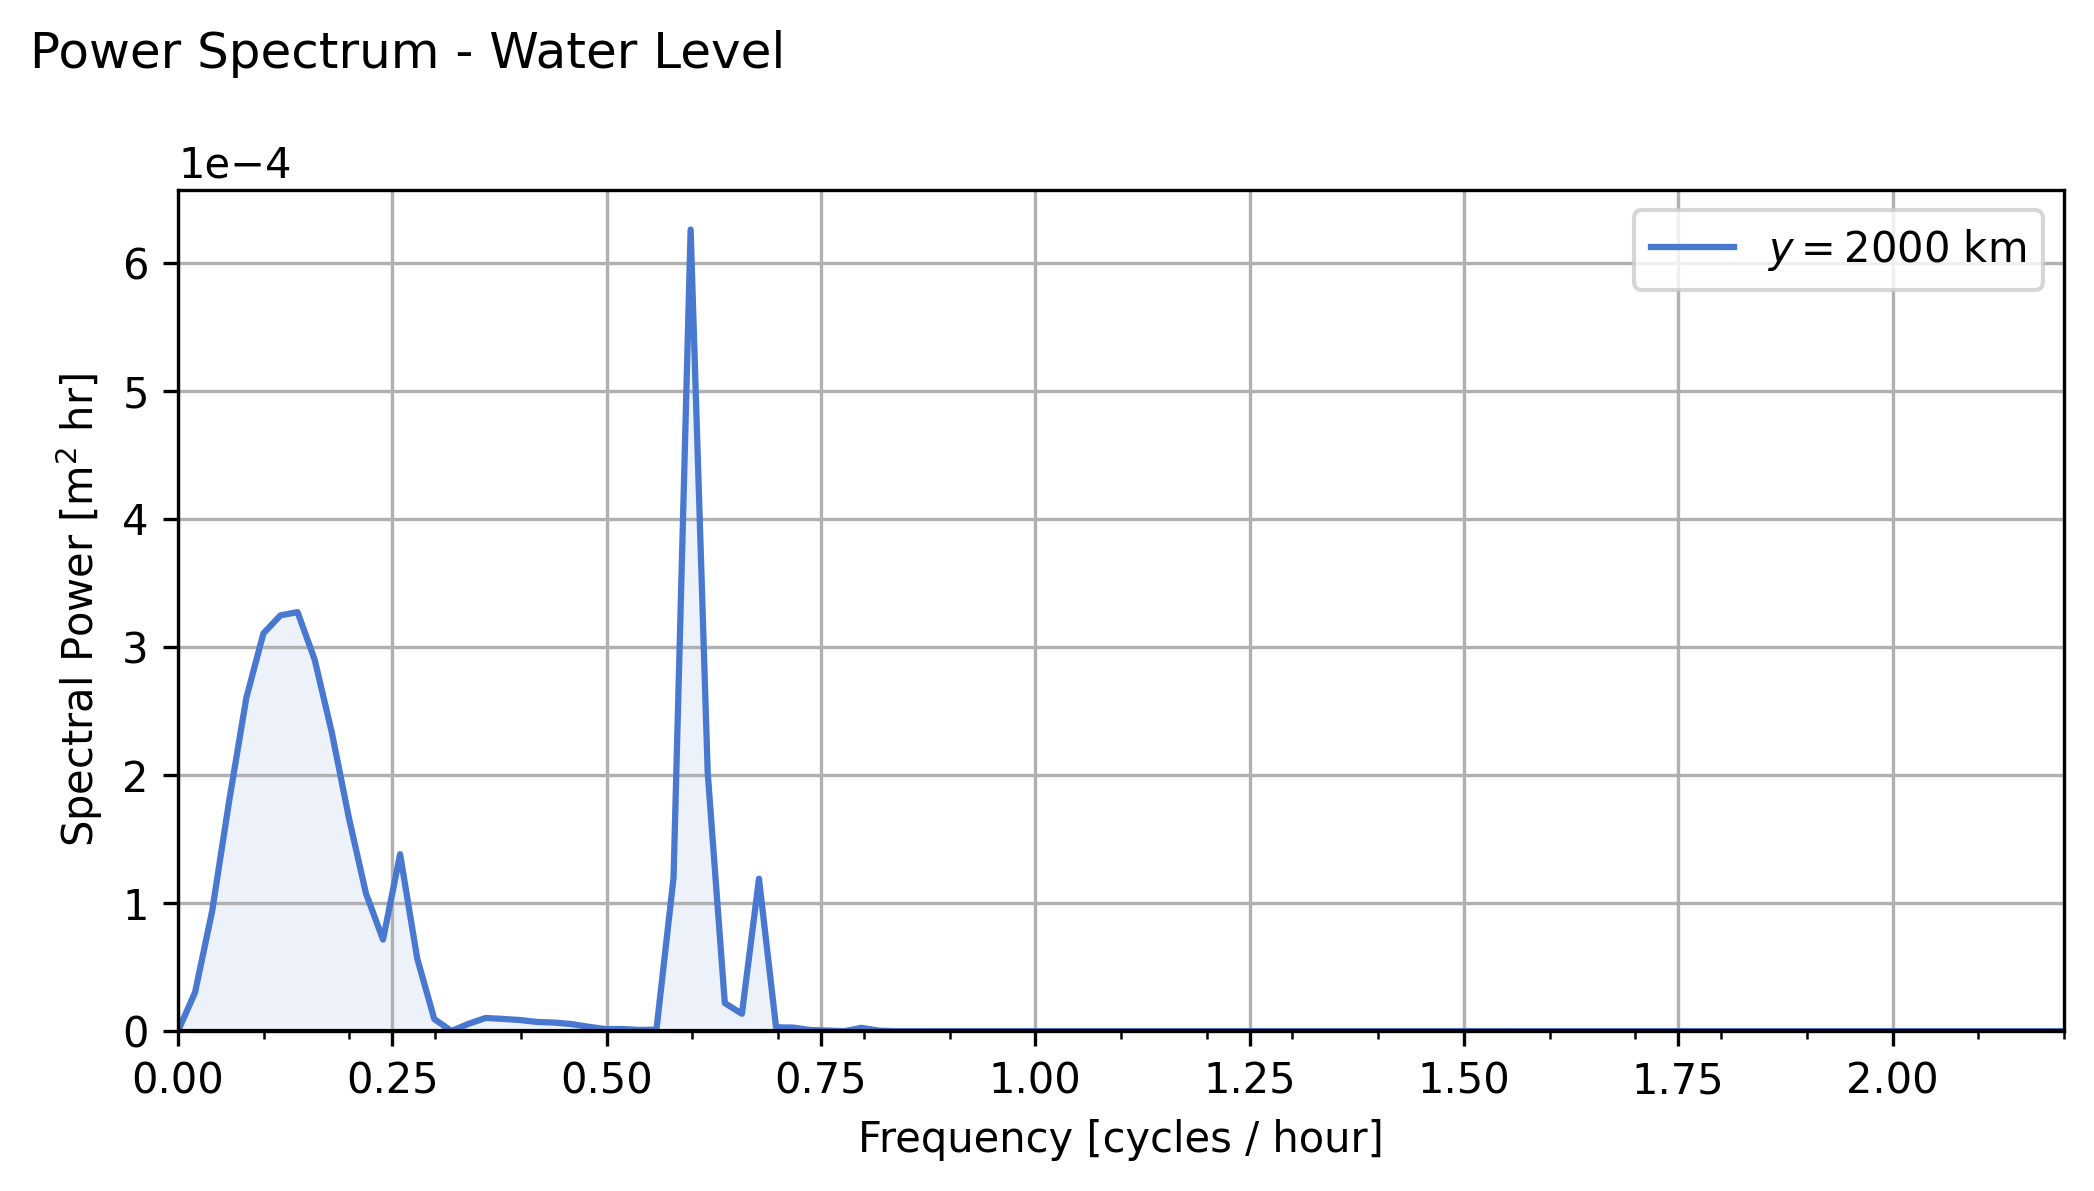 Power Spectrum - Water Level
1e−4
y = 2000 km
6
5
4
3
2
1
0
Spectral Power [m² hr]
0.00 0.25 0.50 0.75 1.00 1.25 1.50 1.75 2.00
Frequency [cycles / hour]